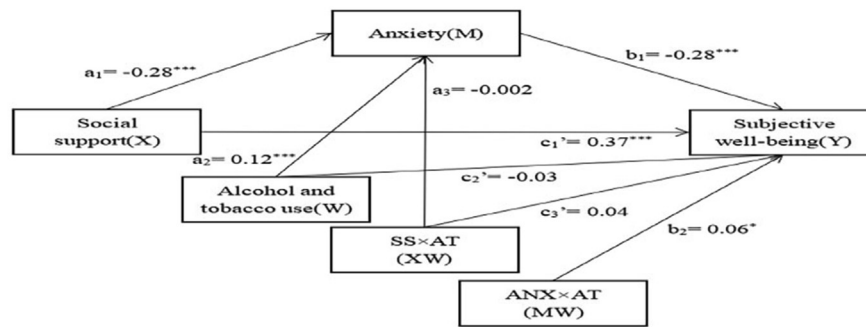 Anxiety(M)
a₁= -0.28***
b₁= -0.28***
a₃= -0.002
Social
support(X)
Subjective
well-being(Y)
c₁’= 0.37***
a₂= 0.12***
Alcohol and
tobacco use(W)
c₂’= -0.03
c₃’= 0.04
SS×AT
(XW)
b₂= 0.06*
ANX×AT
(MW)